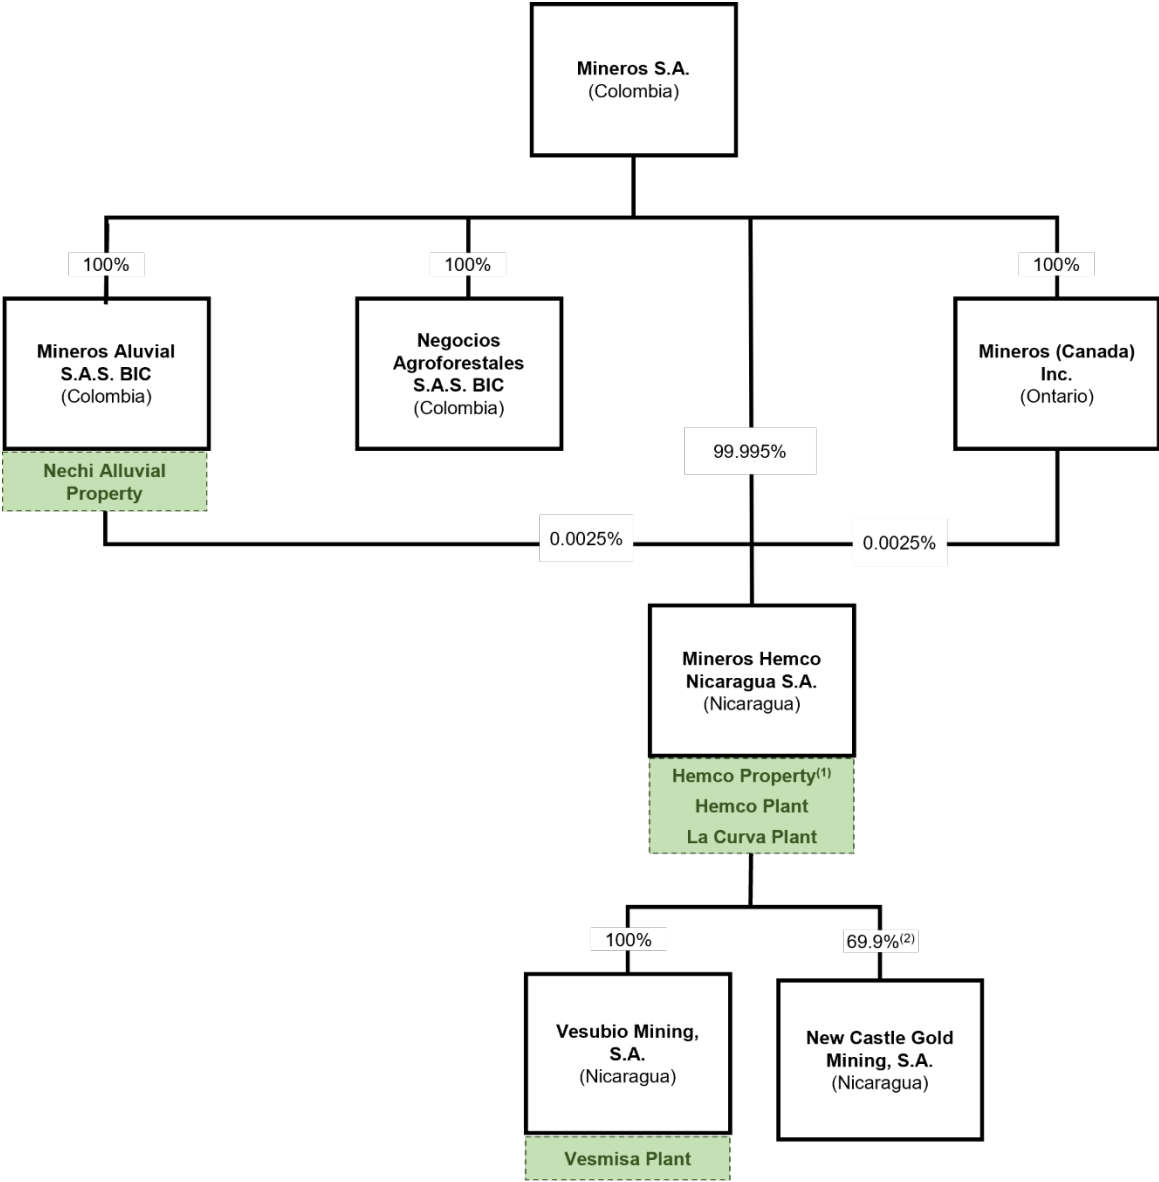 Mineros S.A.
(Colombia)
100%
100%
100%
Mineros Aluvial
S.A.S. BIC
(Colombia)
Negocios
Agroforestales
S.A.S. BIC
(Colombia)
Mineros (Canada)
Inc.
(Ontario)
Nechi Alluvial
Property
99.995%
0.0025%
0.0025%
Mineros Hemco
Nicaragua S.A.
(Nicaragua)
Hemco Property(1)
Hemco Plant
La Curva Plant
100%
69.9%(2)
Vesubio Mining,
S.A.
(Nicaragua)
New Castle Gold
Mining, S.A.
(Nicaragua)
Vesmisa Plant